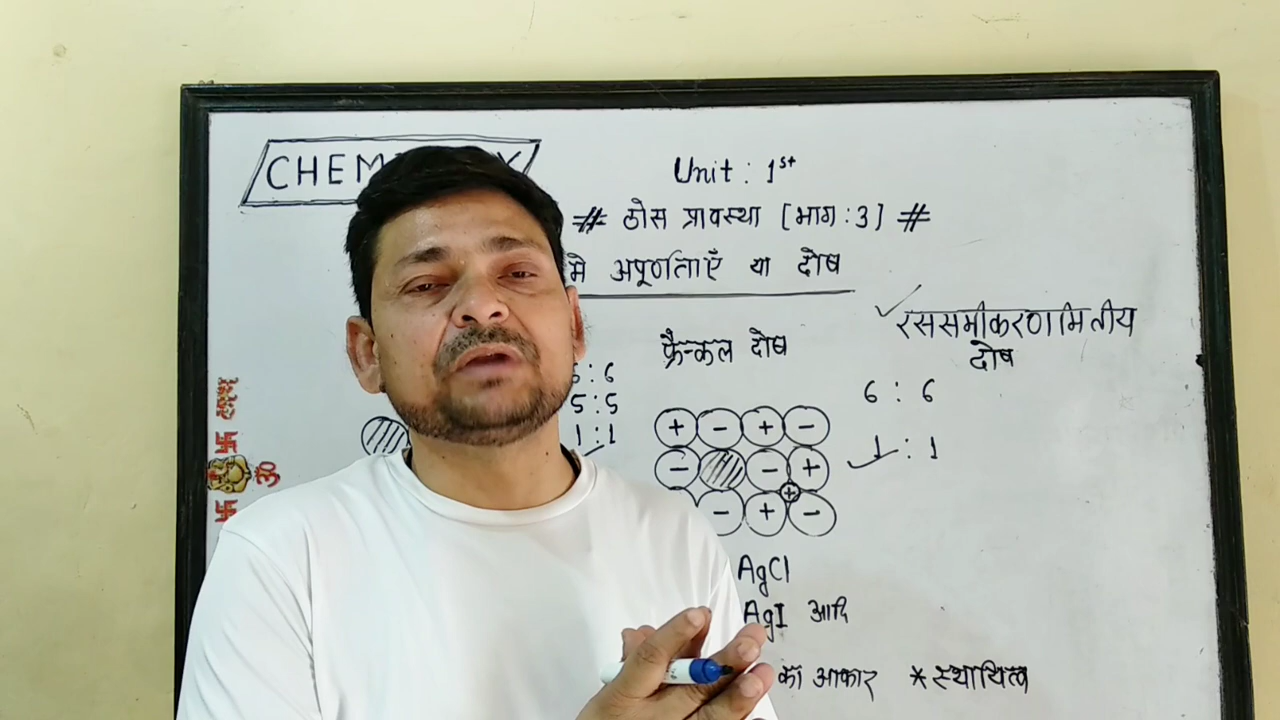 CHEM
Unit : 1st
# ठोस प्रावस्था [भाग : 3] #
मे अपूर्णताएँ या दोष
फ्रैन्कल दोष
✓ रससमीकरणमितीय
दोष
6 : 6
5 : 5
1 : 1
6 : 6
1 : 1
+ - + -
- - +
+
- + -
AgCl
AgI आदि
का आकार * स्थायित्व
ॐ